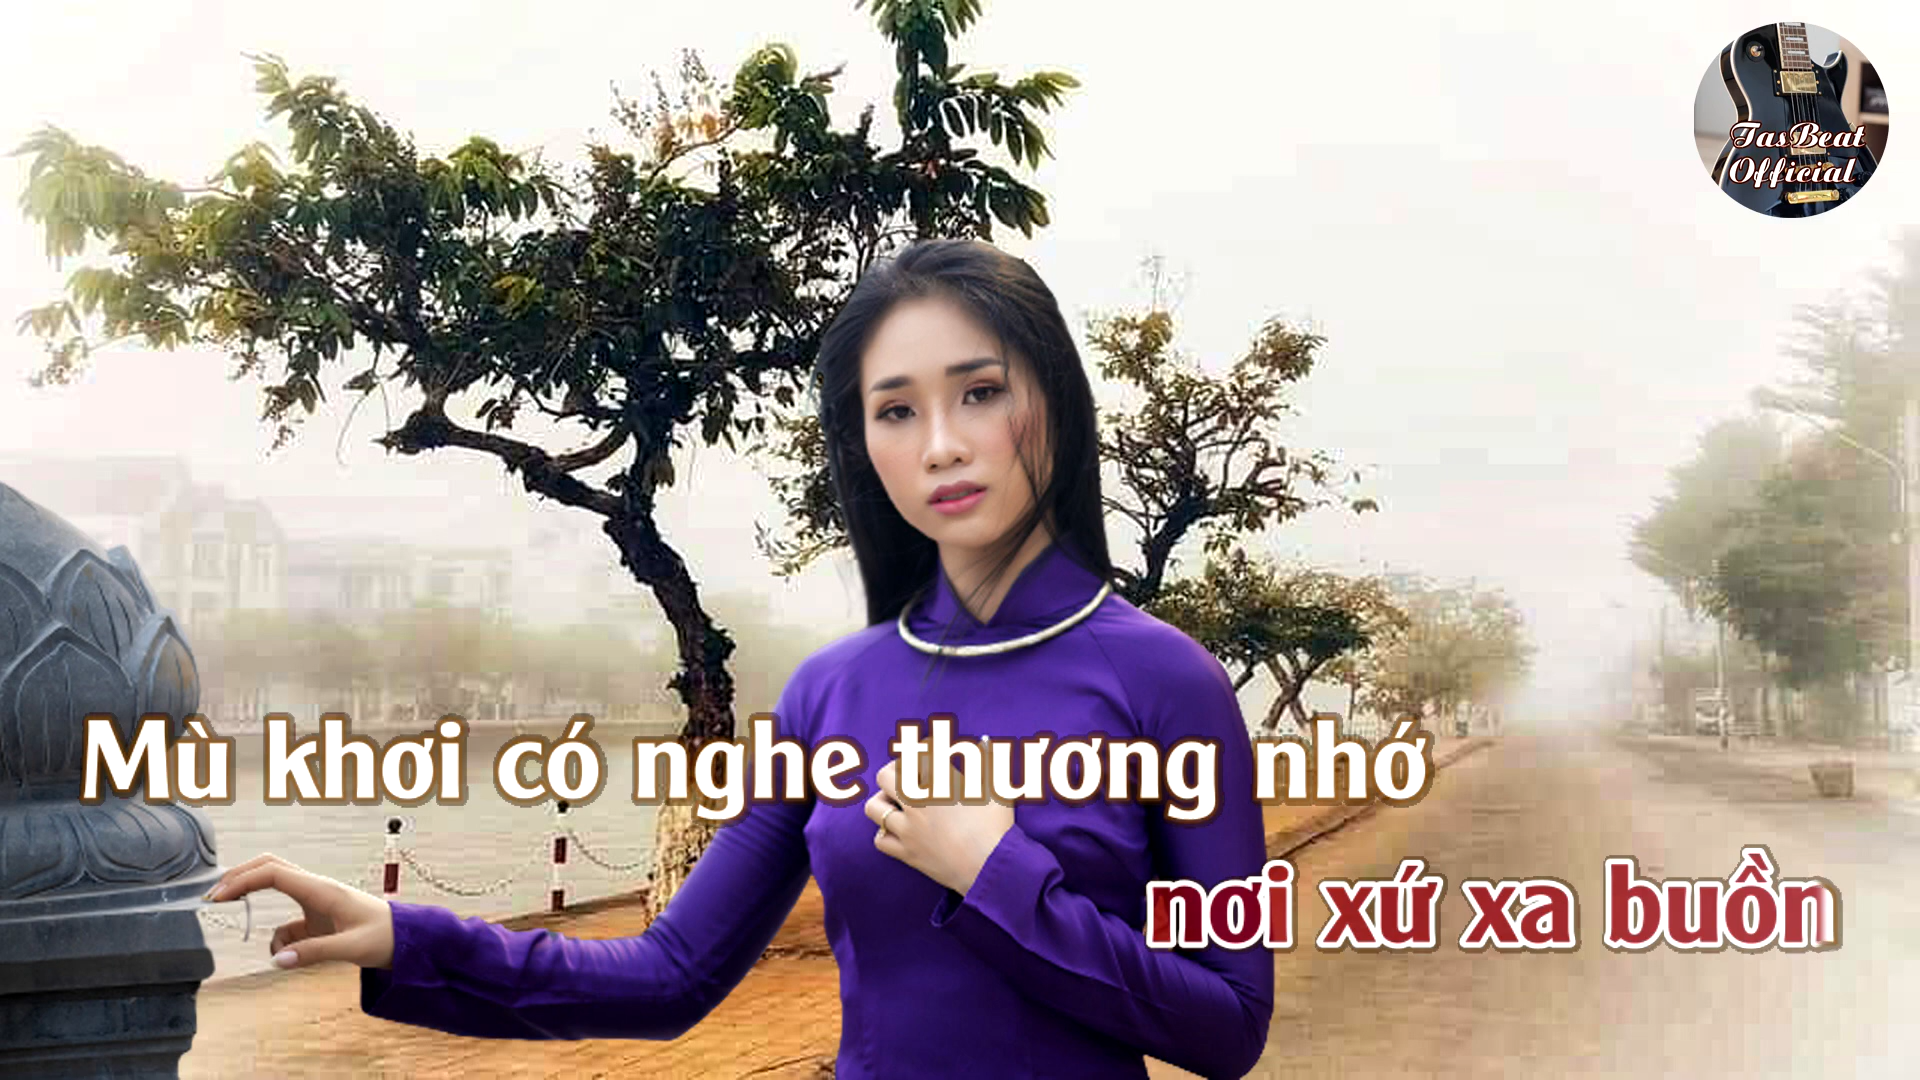 TasBeat
Official
Mù khơi có nghe thương nhớ
nơi xứ xa buồn